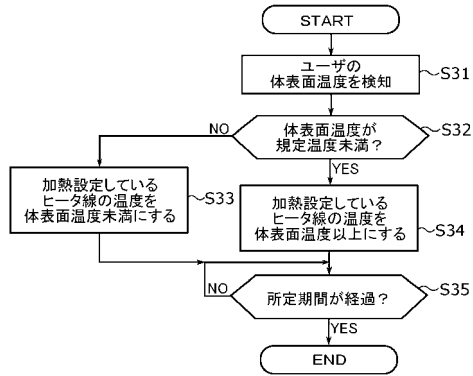 START
ユーザの
体表面温度を検知
S31
体表面温度が
規定温度未満？
S32
NO
YES
加熱設定している
ヒータ線の温度を
体表面温度未満にする
S33
加熱設定している
ヒータ線の温度を
体表面温度以上にする
S34
所定期間が経過？
S35
NO
YES
END